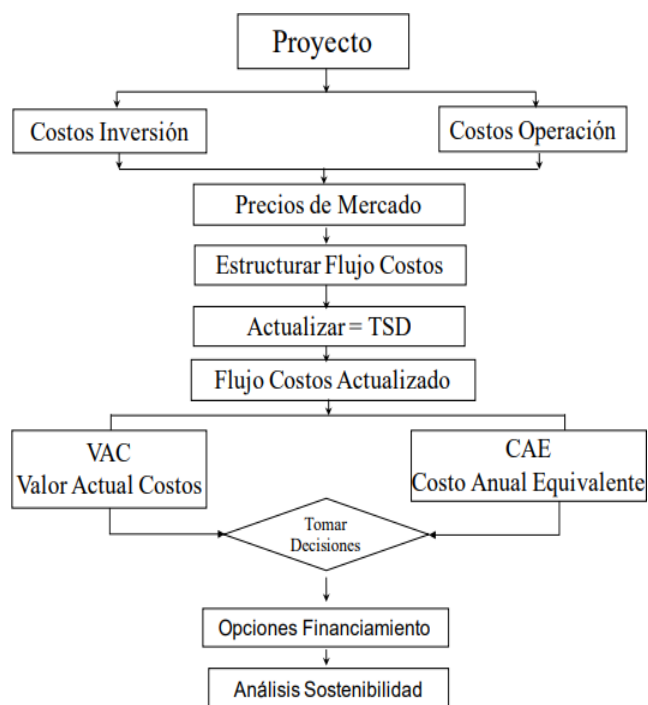 Proyecto
Costos Inversión
Costos Operación
Precios de Mercado
Estructurar Flujo Costos
Actualizar = TSD
Flujo Costos Actualizado
VAC
Valor Actual Costos
CAE
Costo Anual Equivalente
Tomar
Decisiones
Opciones Financiamiento
Análisis Sostenibilidad